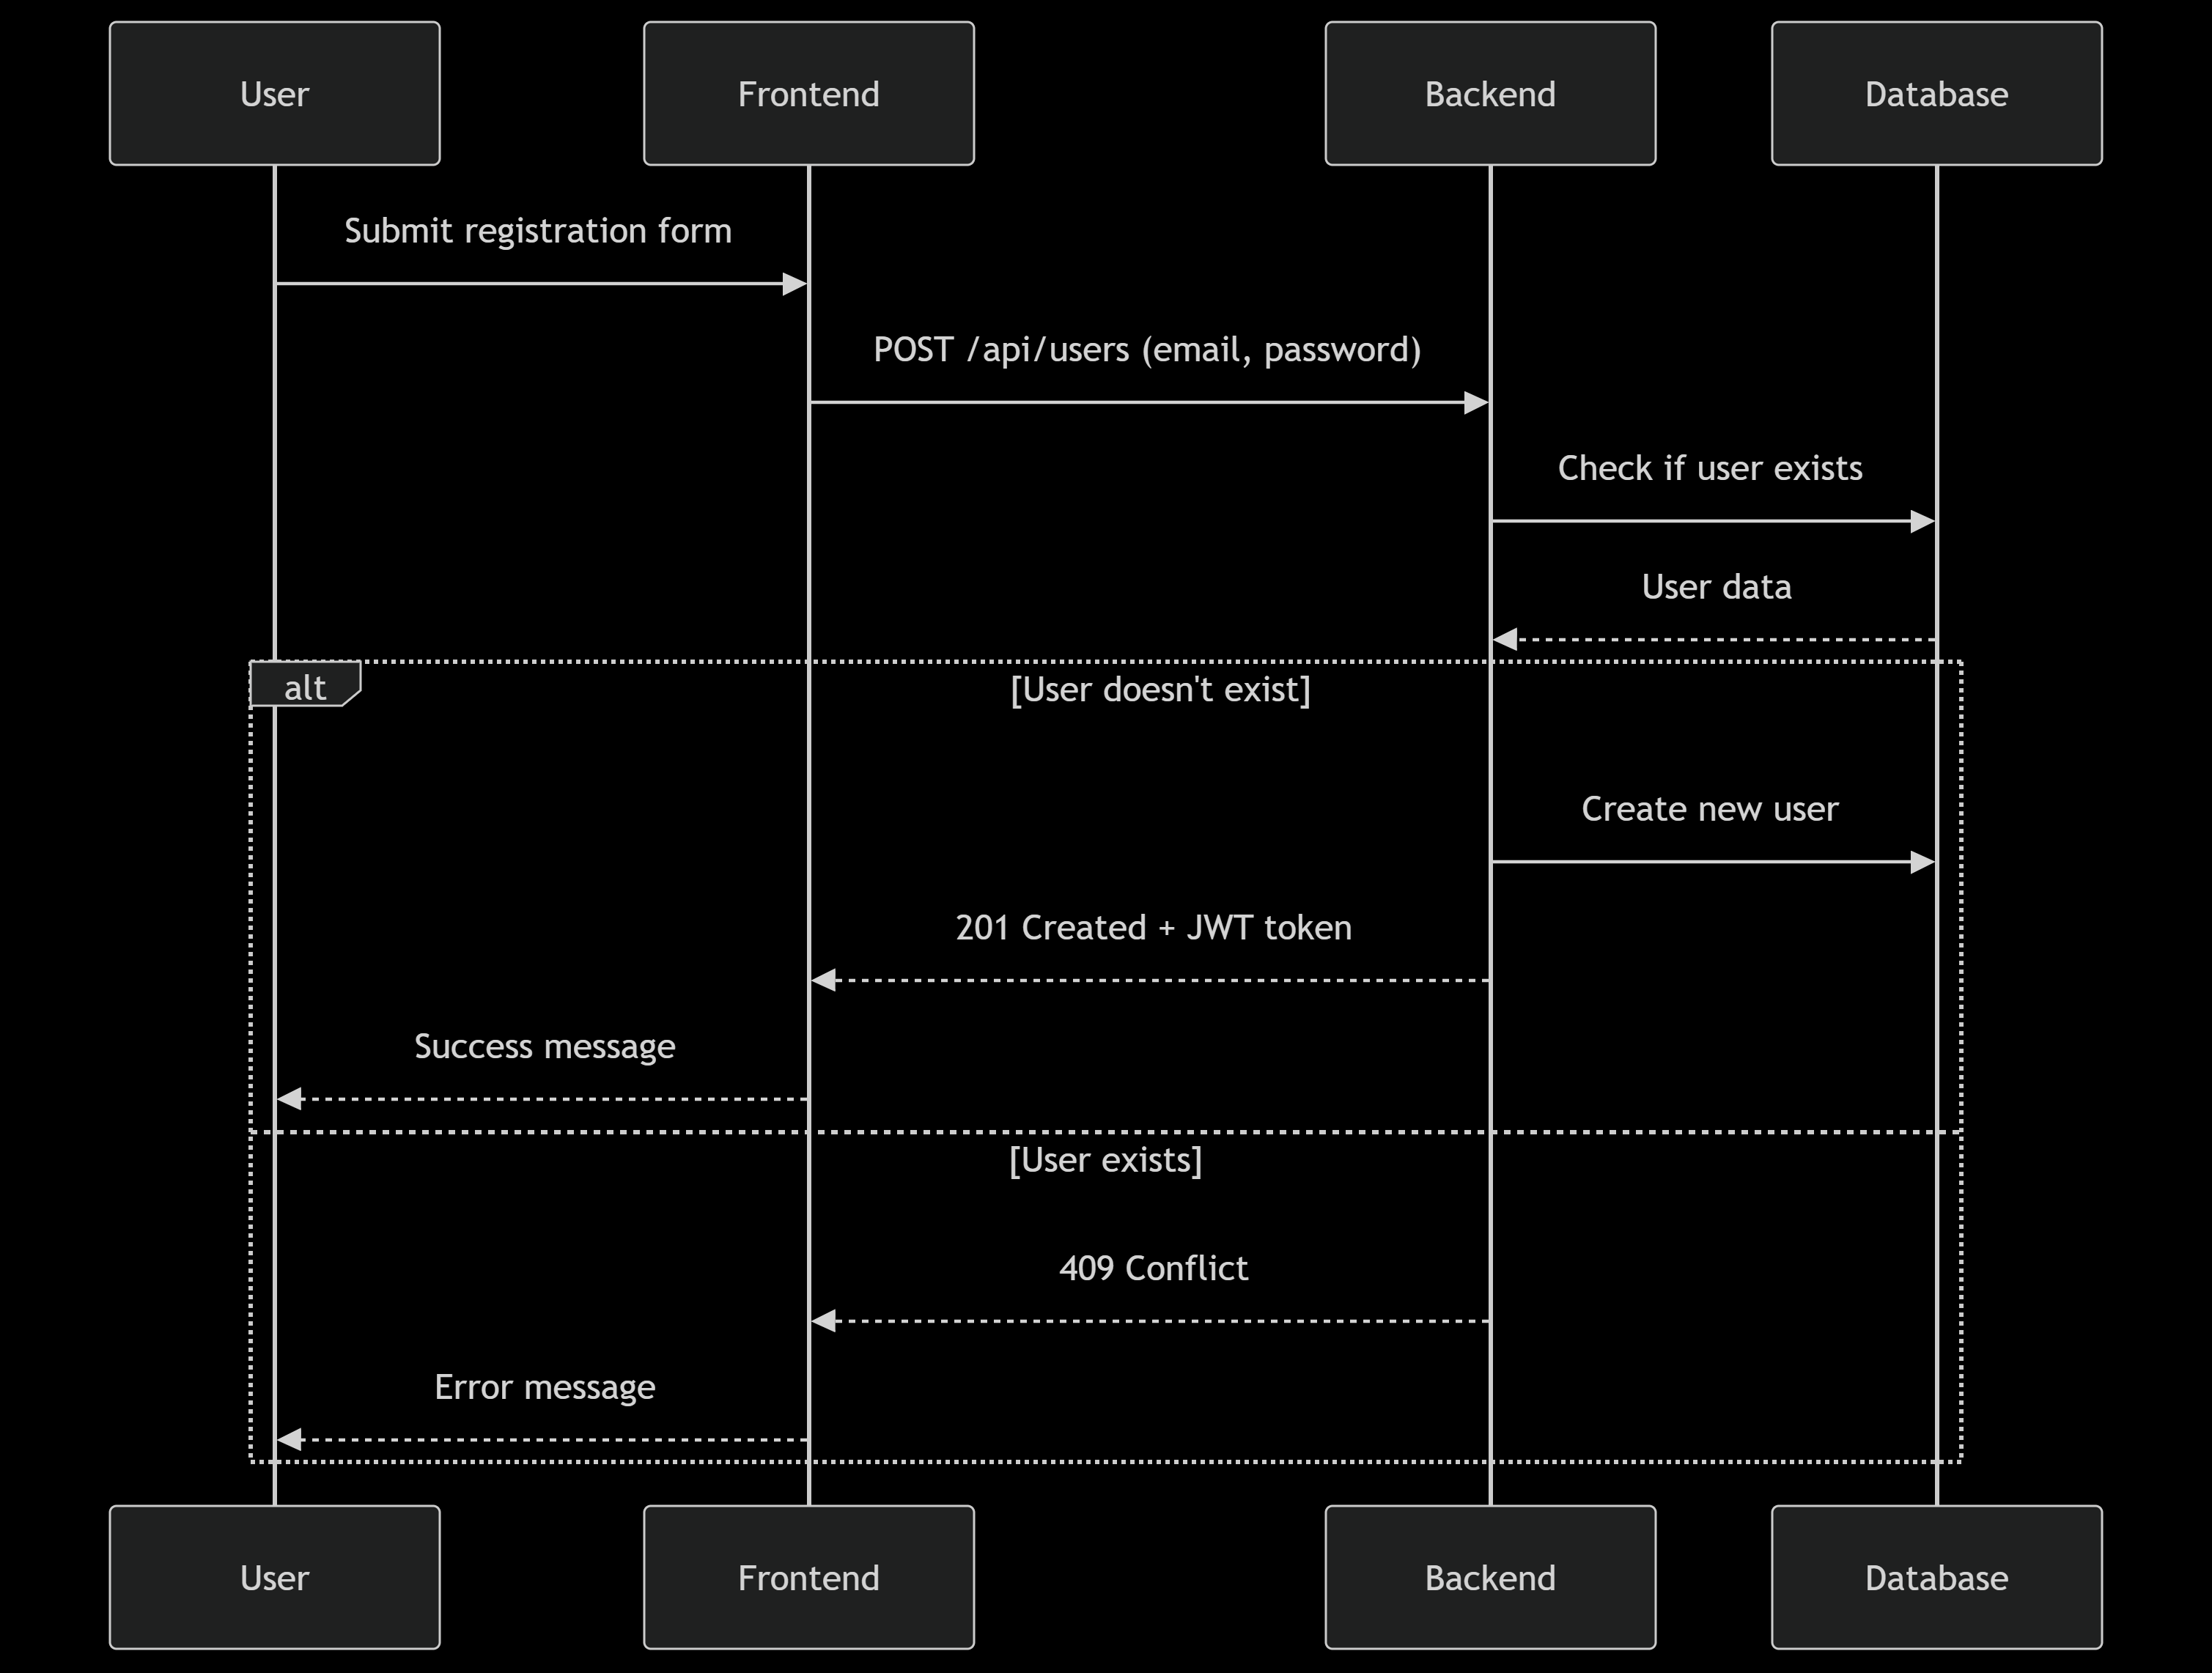 User
Frontend
Backend
Database
Submit registration form
POST /api/users (email, password)
Check if user exists
User data
alt
[User doesn't exist]
Create new user
201 Created + JWT token
Success message
[User exists]
409 Conflict
Error message
User
Frontend
Backend
Database